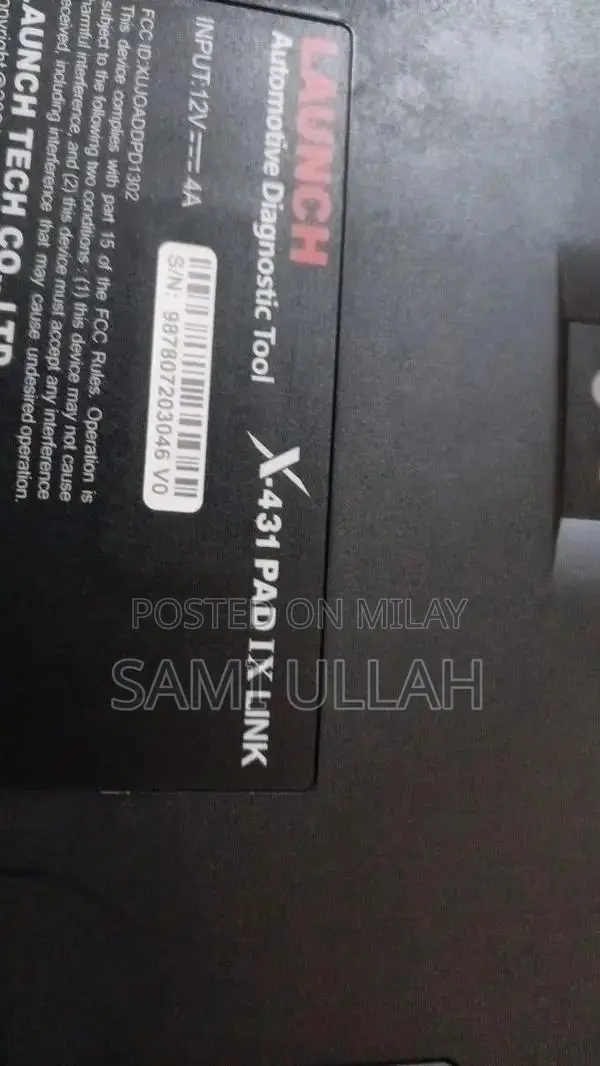 LAUNCH
Automotive Diagnostic Tool
X-431 PAD IX LINK
INPUT:12V 4A
S/N: 987807203046 V0
FCC ID:XUJOADDPD1302
This device complies with part 15 of the FCC Rules. Operation is
subject to the following two conditions : (1) this device may not cause
harmful interference, and (2) this device must accept any interference
received, including interference that may cause undesired operation.
LAUNCH TECH CO., LTD
POSTED ON MILAY
SAMI ULLAH